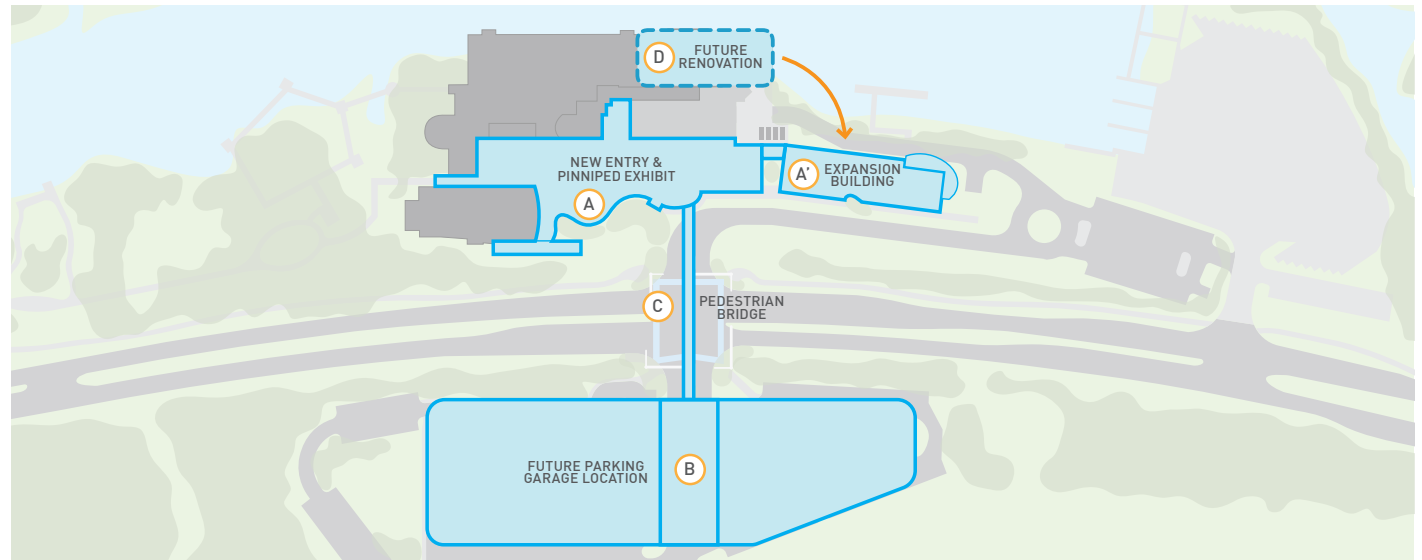 D
FUTURE
RENOVATION
NEW ENTRY &
PINNIPED EXHIBIT
A
A'
EXPANSION
BUILDING
C
PEDESTRIAN
BRIDGE
FUTURE PARKING
GARAGE LOCATION
B